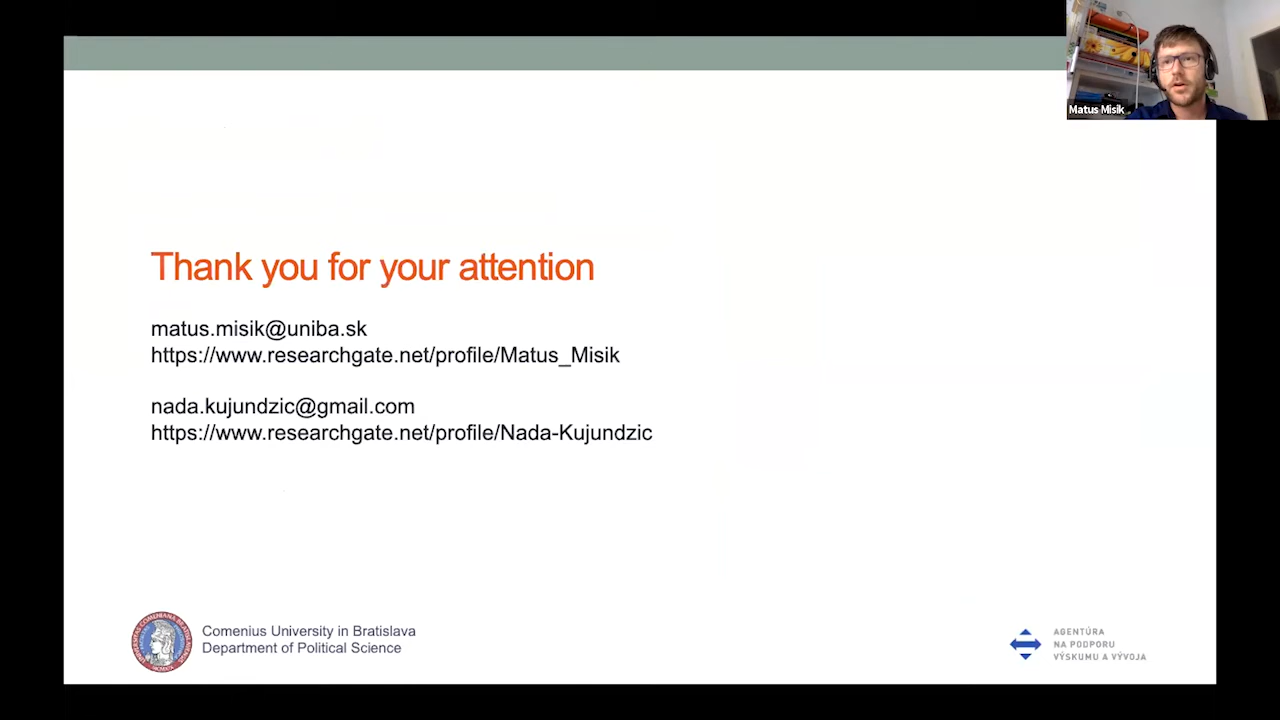 Matus Misik
Thank you for your attention
matus.misik@uniba.sk
https://www.researchgate.net/profile/Matus_Misik
nada.kujundzic@gmail.com
https://www.researchgate.net/profile/Nada-Kujundzic
Comenius University in Bratislava
Department of Political Science
AGENTÚRA
NA PODPORU
VÝSKUMU A VÝVOJA